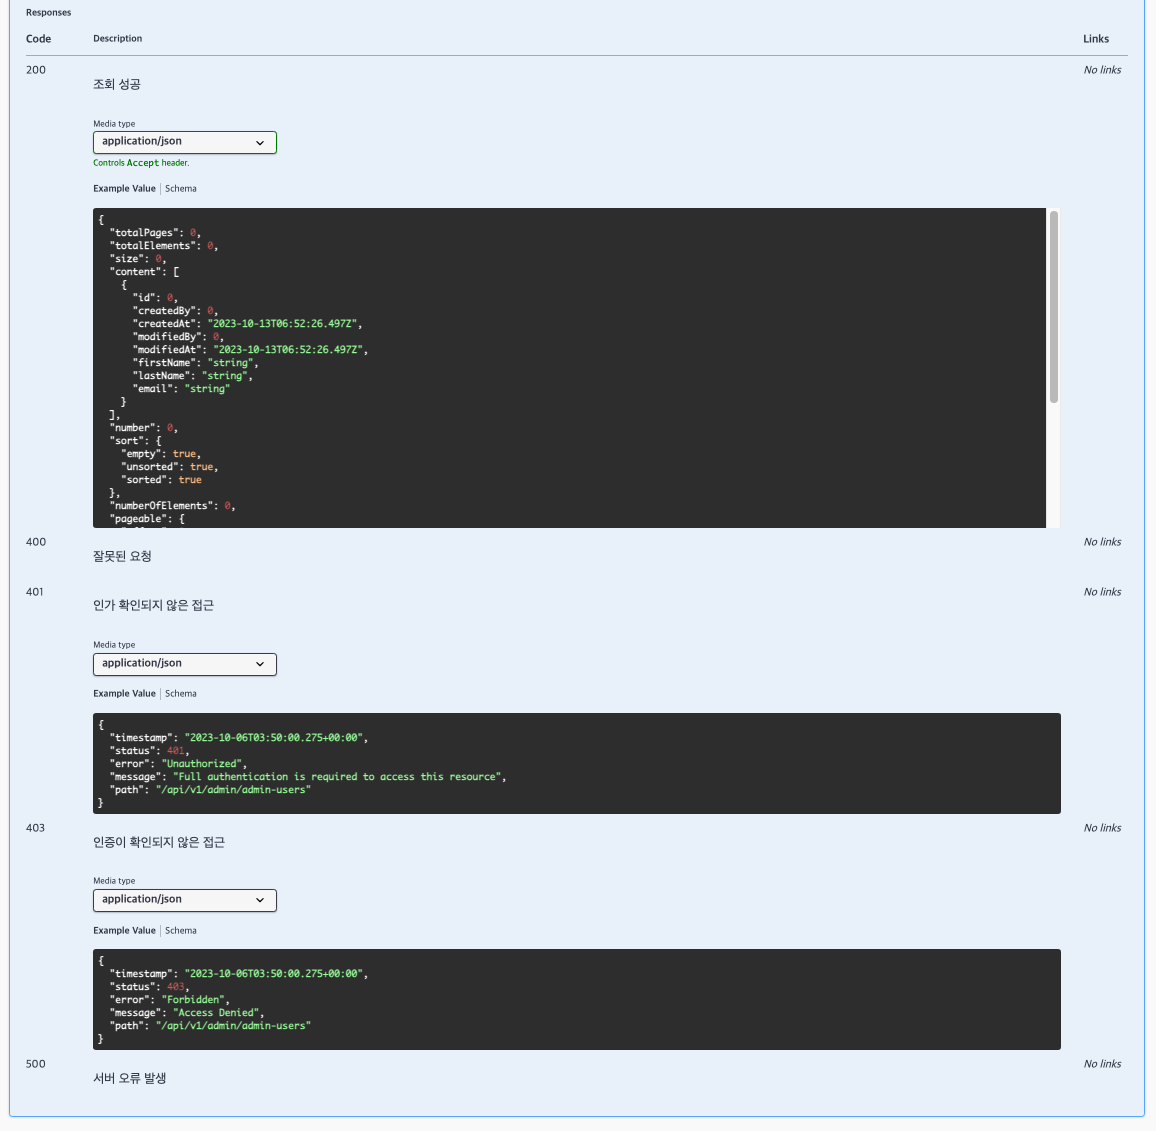 Responses
Code Description Links
200 No links
조회 성공
Media type
application/json
Controls Accept header.
Example Value Schema
{
"totalPages": 0,
"totalElements": 0,
"size": 0,
"content": [
{
"id": 0,
"createdBy": 0,
"createdAt": "2023-10-13T06:52:26.497Z",
"modifiedBy": 0,
"modifiedAt": "2023-10-13T06:52:26.497Z",
"firstName": "string",
"lastName": "string",
"email": "string"
}
],
"number": 0,
"sort": {
"empty": true,
"unsorted": true,
"sorted": true
},
"numberOfElements": 0,
"pageable": {
400 No links
잘못된 요청
401 No links
인가 확인되지 않은 접근
Media type
application/json
Example Value Schema
{
"timestamp": "2023-10-06T03:50:00.275+00:00",
"status": 401,
"error": "Unauthorized",
"message": "Full authentication is required to access this resource",
"path": "/api/v1/admin/admin-users"
}
403 No links
인증이 확인되지 않은 접근
Media type
application/json
Example Value Schema
{
"timestamp": "2023-10-06T03:50:00.275+00:00",
"status": 403,
"error": "Forbidden",
"message": "Access Denied",
"path": "/api/v1/admin/admin-users"
}
500 No links
서버 오류 발생